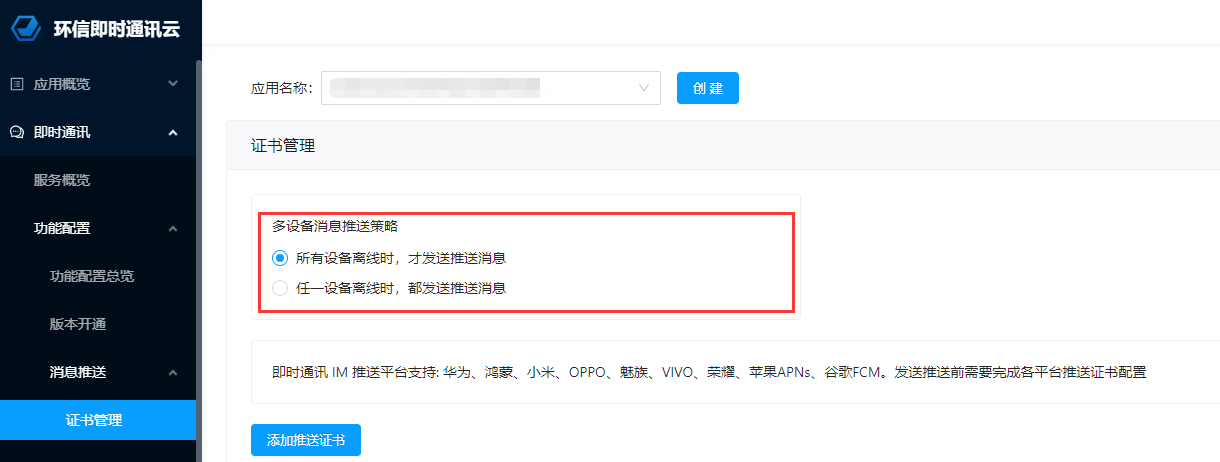 环信即时通讯云
应用概览
即时通讯
服务概览
功能配置
功能配置总览
版本开通
消息推送
证书管理
应用名称:
创 建
证书管理
多设备消息推送策略
所有设备离线时，才发送推送消息
任一设备离线时，都发送推送消息
即时通讯 IM 推送平台支持: 华为、鸿蒙、小米、OPPO、魅族、VIVO、荣耀、苹果APNs、谷歌FCM。发送推送前需要完成各平台推送证书配置
添加推送证书